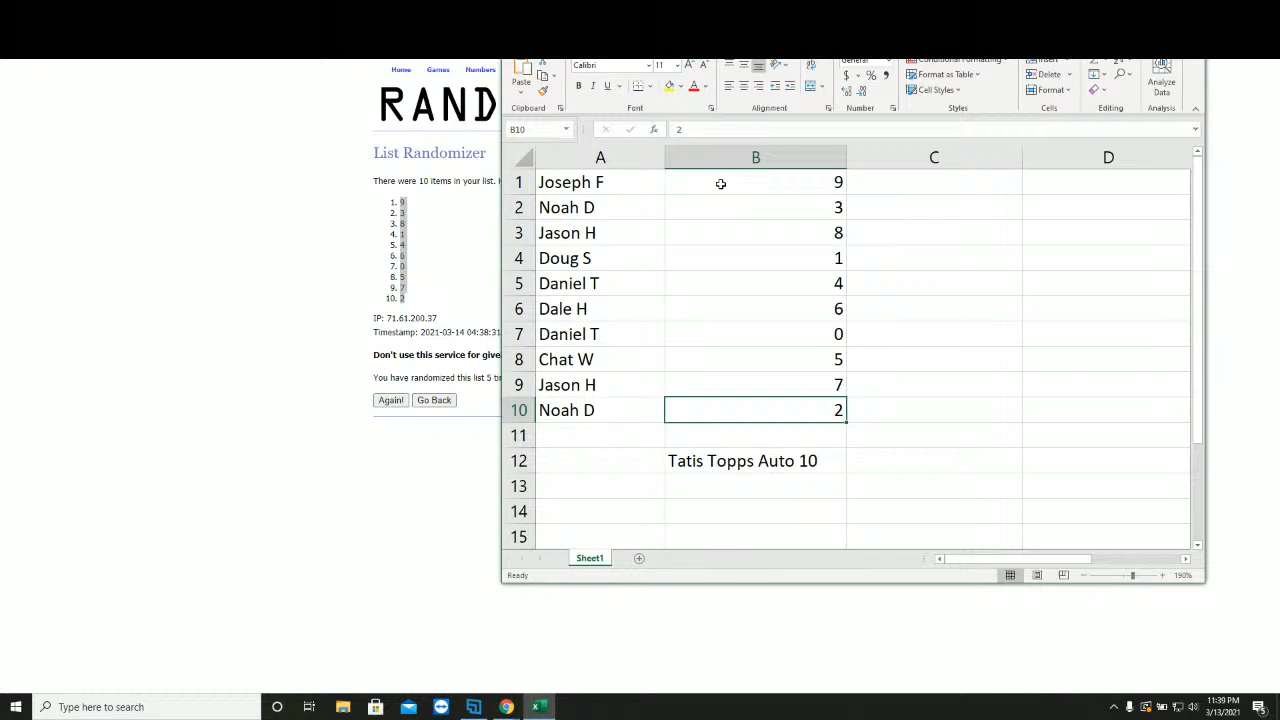 Home Games Numbers
RAND
List Randomizer
There were 10 items in your list.
1. 9
2. 3
3. 8
4. 1
5. 4
6. 6
7. 0
8. 5
9. 7
10. 2
IP: 71.61.200.37
Timestamp: 2021-03-14 04:38:31
Don't use this service for give
You have randomized this list 5 ti
Again! Go Back
Calibri 11 General
Paste Conditional Formatting Insert
B I U $ % , Format as Table Delete Analyze
Cell Styles Format Data
Clipboard Font Alignment Number Styles Cells Editing Analysis
B10 fx 2
A B C D
1 Joseph F 9
2 Noah D 3
3 Jason H 8
4 Doug S 1
5 Daniel T 4
6 Dale H 6
7 Daniel T 0
8 Chat W 5
9 Jason H 7
10 Noah D 2
11
12 Tatis Topps Auto 10
13
14
15
Sheet1
Ready 190%
Type here to search
11:39 PM
3/13/2021
5